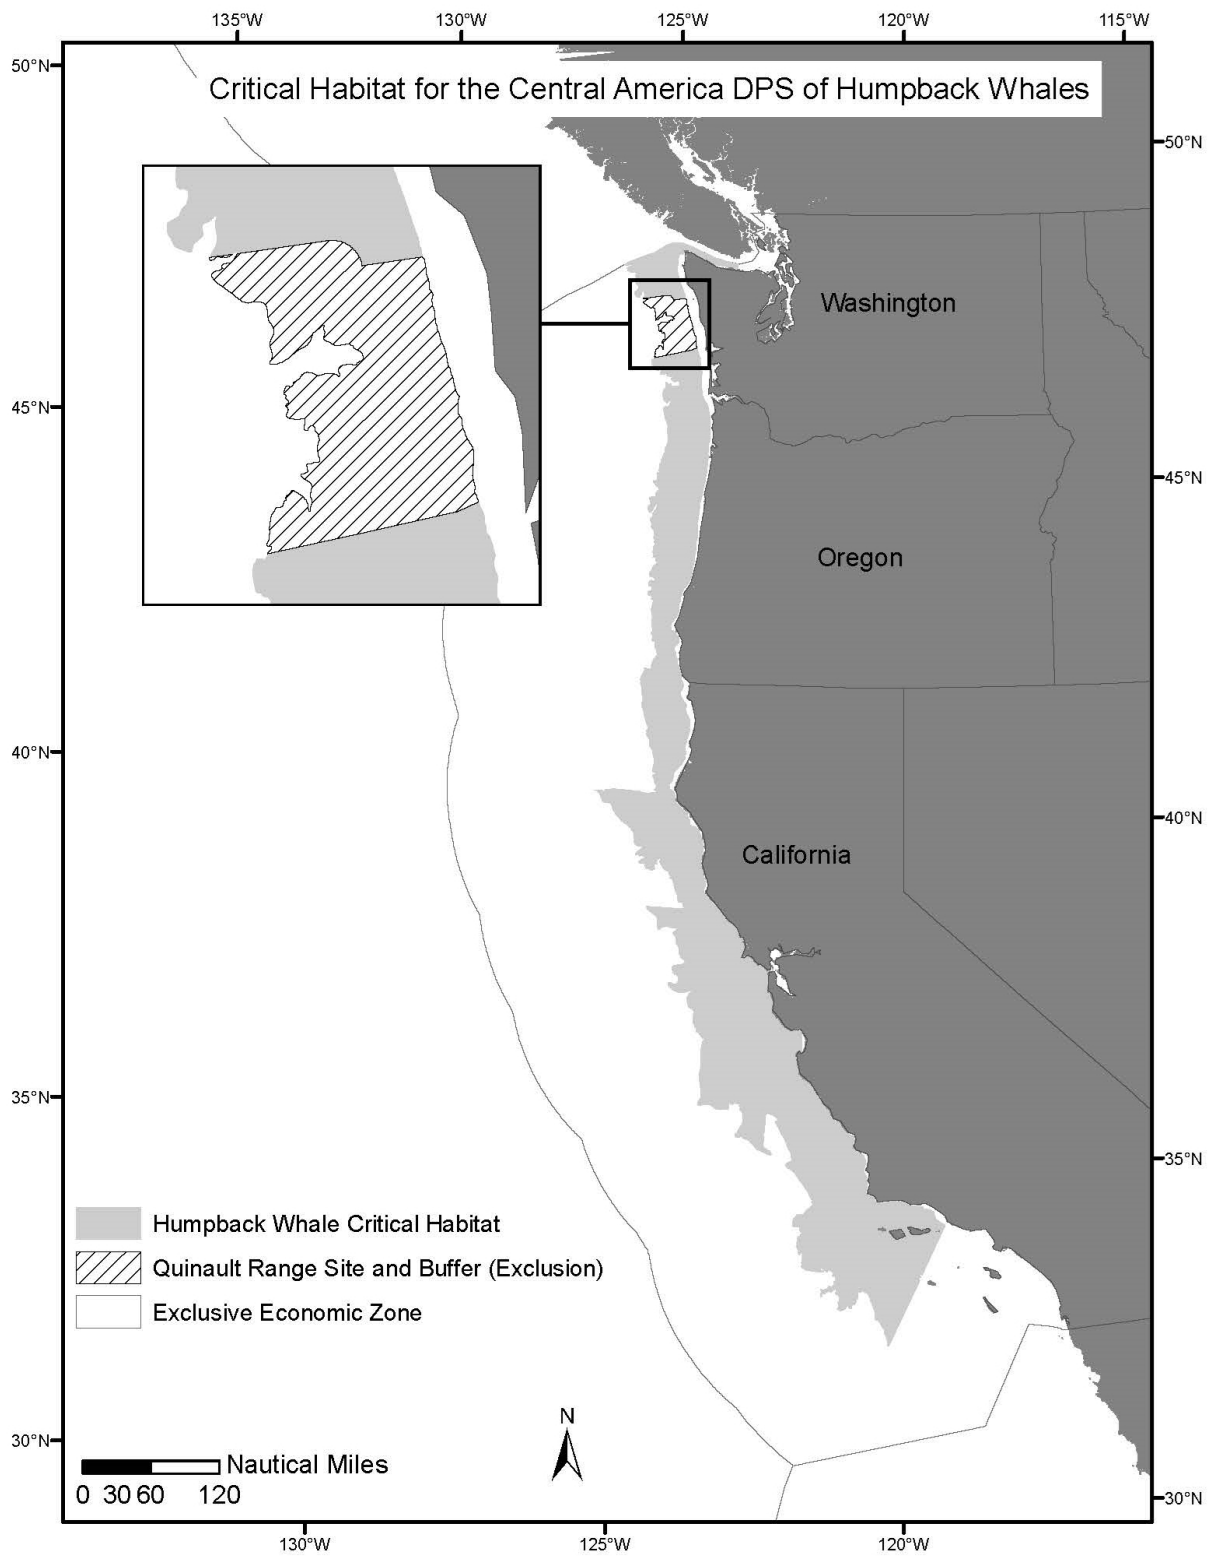 135°W 130°W 125°W 120°W 115°W
50°N
Critical Habitat for the Central America DPS of Humpback Whales
50°N
Washington
45°N
45°N
Oregon
40°N
40°N
California
35°N
35°N
Humpback Whale Critical Habitat
Quinault Range Site and Buffer (Exclusion)
Exclusive Economic Zone
N
30°N
Nautical Miles
0 30 60 120
30°N
130°W 125°W 120°W